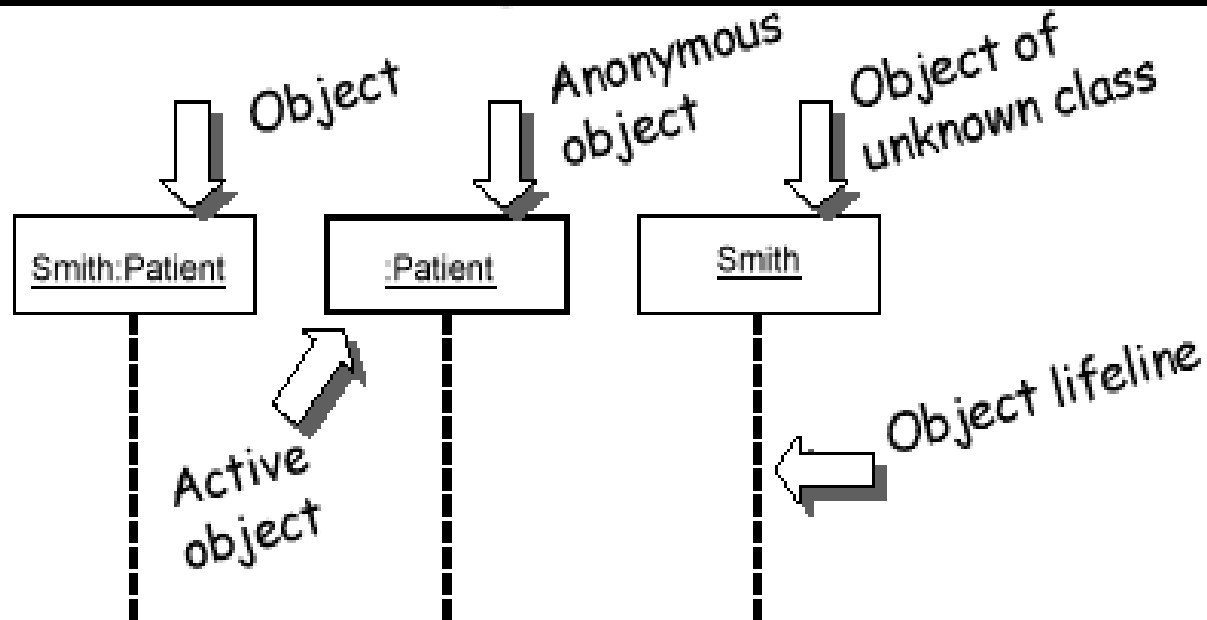 Object
Anonymous
object
Object of
unknown class
Smith:Patient
:Patient
Smith
Active
object
Object lifeline